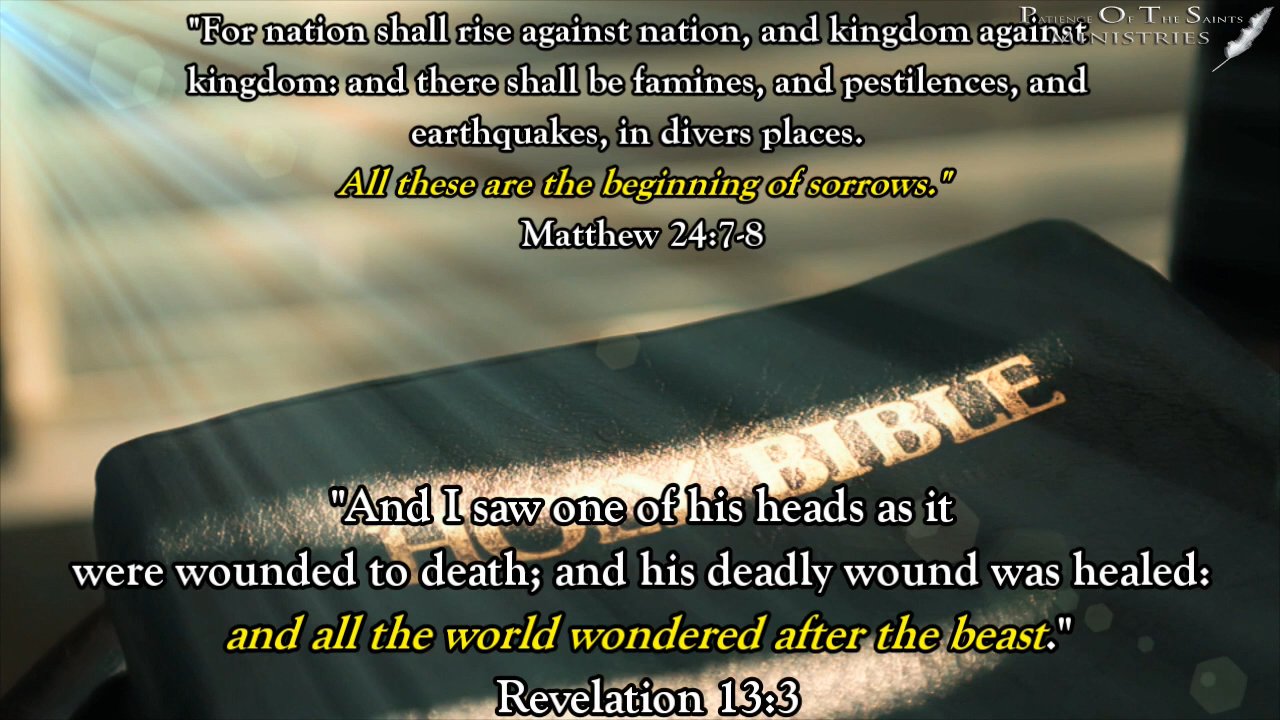 "For nation shall rise against nation, and kingdom against
kingdom: and there shall be famines, and pestilences, and
earthquakes, in divers places.
All these are the beginning of sorrows."
Matthew 24:7-8
Patience Of The Saints
Ministries
HOLY BIBLE
"And I saw one of his heads as it
were wounded to death; and his deadly wound was healed:
and all the world wondered after the beast."
Revelation 13:3